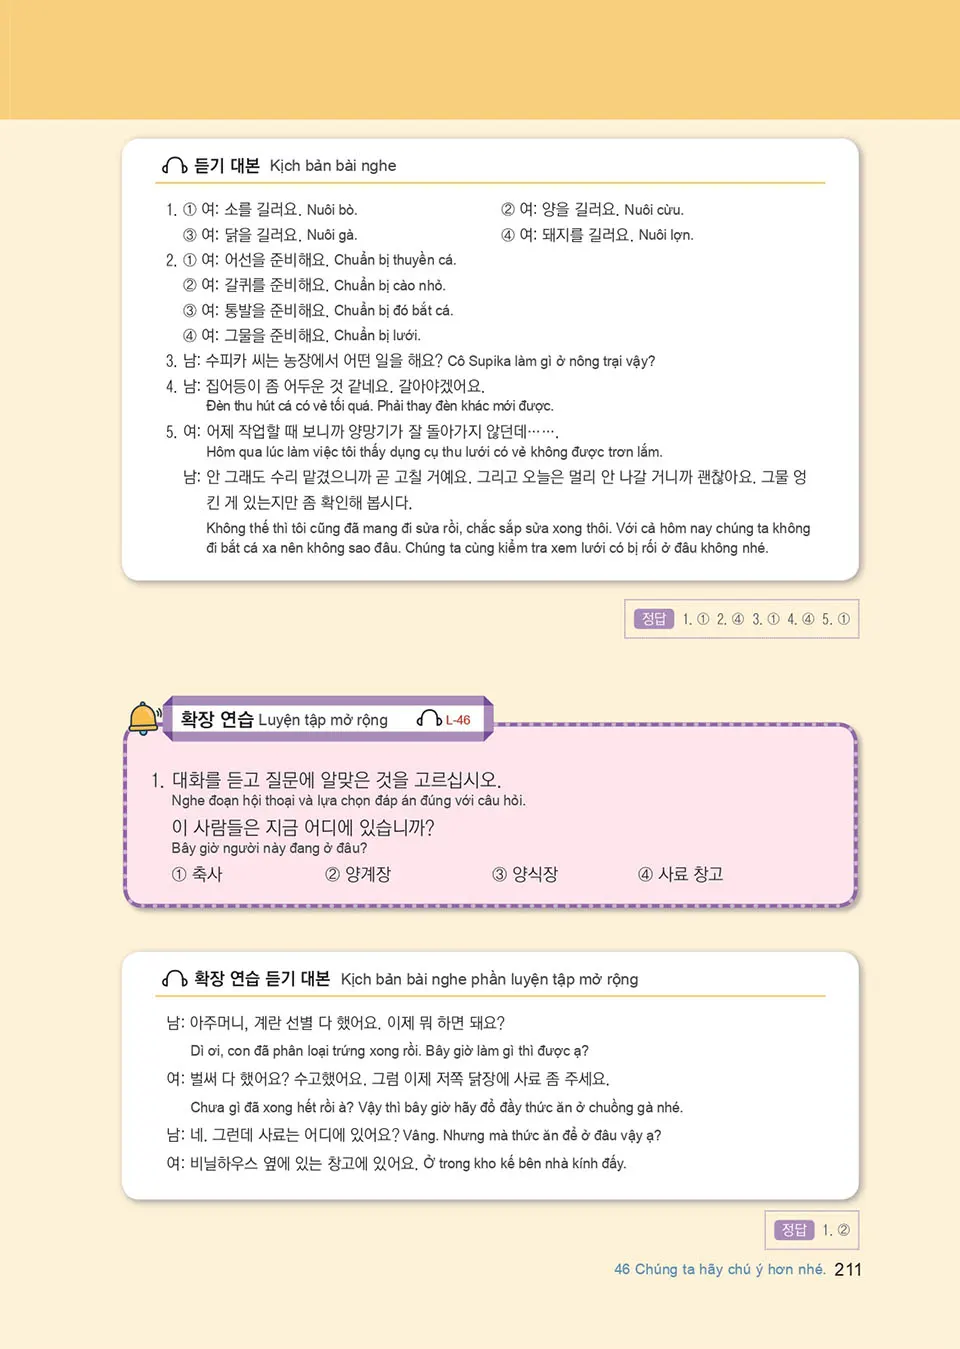 듣기 대본 Kịch bản bài nghe
1. ① 여: 소를 길러요. Nuôi bò. ② 여: 양을 길러요. Nuôi cừu.
③ 여: 닭을 길러요. Nuôi gà. ④ 여: 돼지를 길러요. Nuôi lợn.
2. ① 여: 어선을 준비해요. Chuẩn bị thuyền cá.
② 여: 갈퀴를 준비해요. Chuẩn bị cào nhỏ.
③ 여: 통발을 준비해요. Chuẩn bị đó bắt cá.
④ 여: 그물을 준비해요. Chuẩn bị lưới.
3. 남: 수피카 씨는 농장에서 어떤 일을 해요? Cô Supika làm gì ở nông trại vậy?
4. 남: 집어등이 좀 어두운 것 같네요. 갈아야겠어요.
Đèn thu hút cá có vẻ tối quá. Phải thay đèn khác mới được.
5. 여: 어제 작업할 때 보니까 양망기가 잘 돌아가지 않던데…….
Hôm qua lúc làm việc tôi thấy dụng cụ thu lưới có vẻ không được trơn lắm.
남: 안 그래도 수리 맡겼으니까 곧 고칠 거예요. 그리고 오늘은 멀리 안 나갈 거니까 괜찮아요. 그물 엉
킨 게 있는지만 좀 확인해 봅시다.
Không thế thì tôi cũng đã mang đi sửa rồi, chắc sắp sửa xong thôi. Với cả hôm nay chúng ta không
đi bắt cá xa nên không sao đâu. Chúng ta cùng kiểm tra xem lưới có bị rối ở đâu không nhé.
정답 1. ① 2. ④ 3. ① 4. ④ 5. ①
확장 연습 Luyện tập mở rộng L-46
1. 대화를 듣고 질문에 알맞은 것을 고르십시오.
Nghe đoạn hội thoại và lựa chọn đáp án đúng với câu hỏi.
이 사람들은 지금 어디에 있습니까?
Bây giờ người này đang ở đâu?
① 축사 ② 양계장 ③ 양식장 ④ 사료 창고
확장 연습 듣기 대본 Kịch bản bài nghe phần luyện tập mở rộng
남: 아주머니, 계란 선별 다 했어요. 이제 뭐 하면 돼요?
Dì ơi, con đã phân loại trứng xong rồi. Bây giờ làm gì thì được ạ?
여: 벌써 다 했어요? 수고했어요. 그럼 이제 저쪽 닭장에 사료 좀 주세요.
Chưa gì đã xong hết rồi à? Vậy thì bây giờ hãy đổ đầy thức ăn ở chuồng gà nhé.
남: 네. 그런데 사료는 어디에 있어요? Vâng. Nhưng mà thức ăn để ở đâu vậy ạ?
여: 비닐하우스 옆에 있는 창고에 있어요. Ở trong kho kế bên nhà kính đấy.
정답 1. ②
46 Chúng ta hãy chú ý hơn nhé. 211